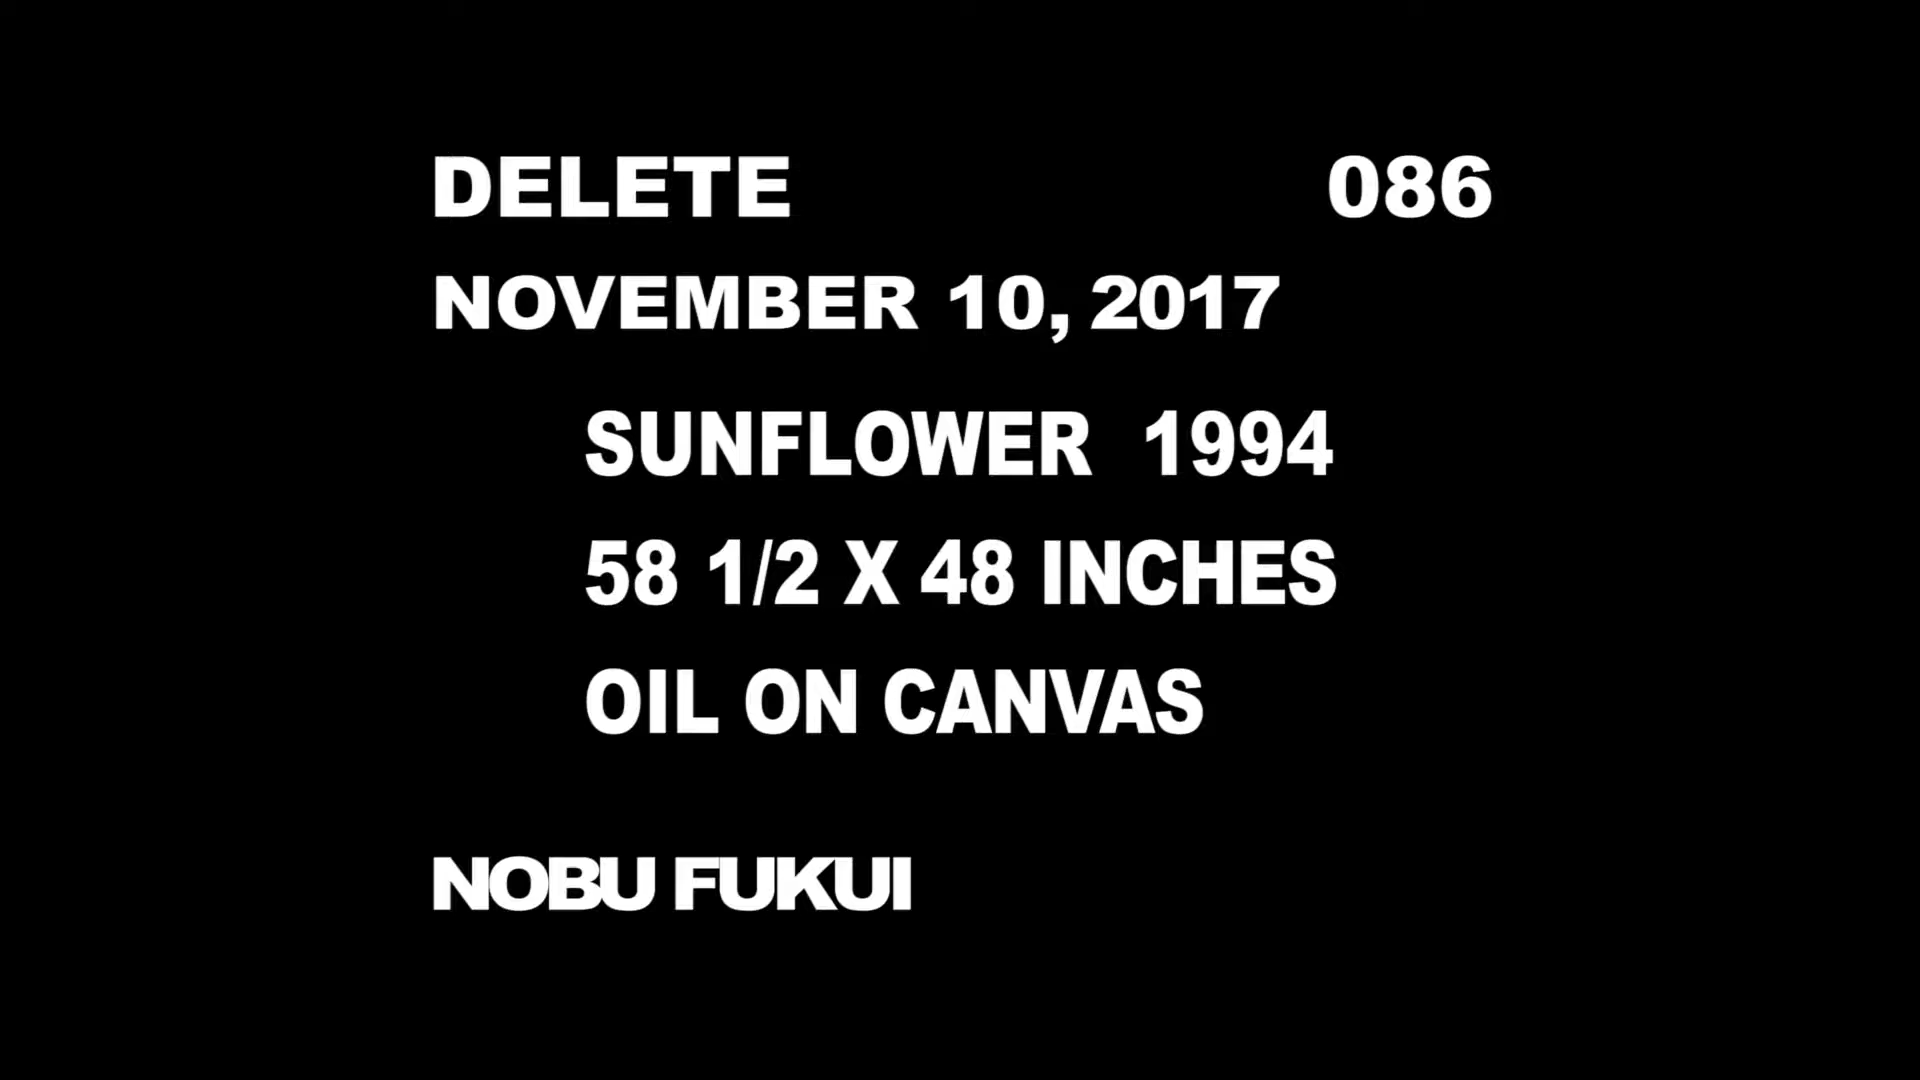 DELETE 086
NOVEMBER 10, 2017
SUNFLOWER 1994
58 1/2 X 48 INCHES
OIL ON CANVAS
NOBU FUKUI